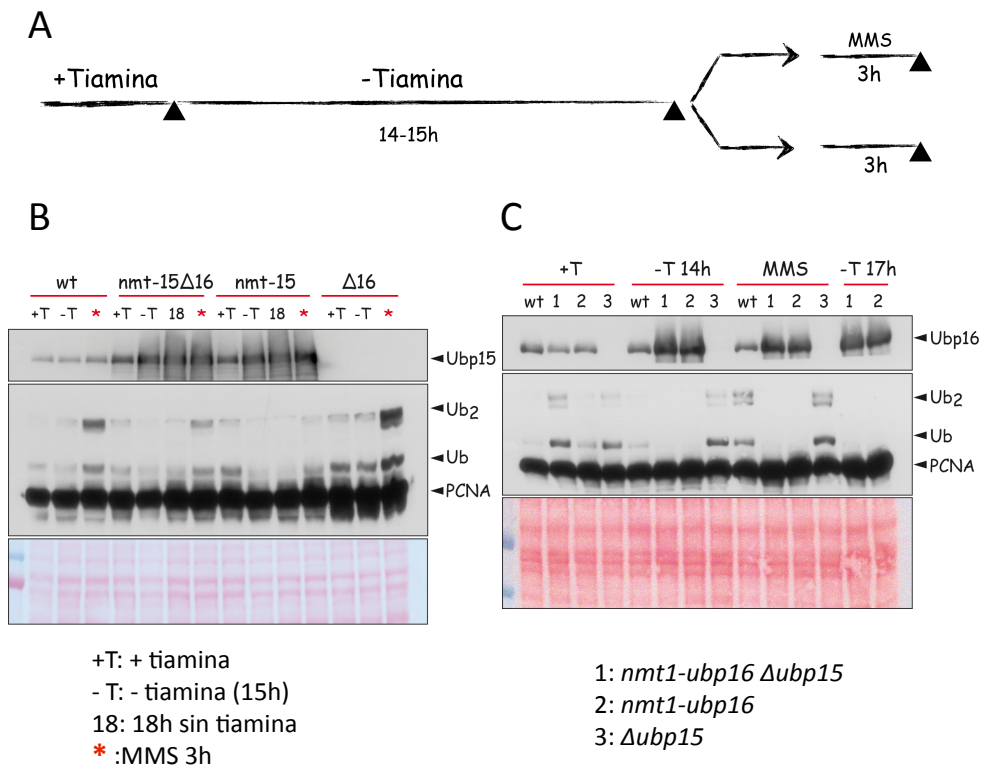 A
+Tiamina
-Tiamina
14-15h
MMS
3h
3h
B
wt nmt-15Δ16 nmt-15 Δ16
+T -T * +T -T 18 * +T -T 18 * +T -T *
Ubp15
Ub2
Ub
PCNA
+T: + tiamina
- T: - tiamina (15h)
18: 18h sin tiamina
* :MMS 3h
C
+T -T 14h MMS -T 17h
wt 1 2 3 wt 1 2 3 wt 1 2 3 1 2
Ubp16
Ub2
Ub
PCNA
1: nmt1-ubp16 Δubp15
2: nmt1-ubp16
3: Δubp15